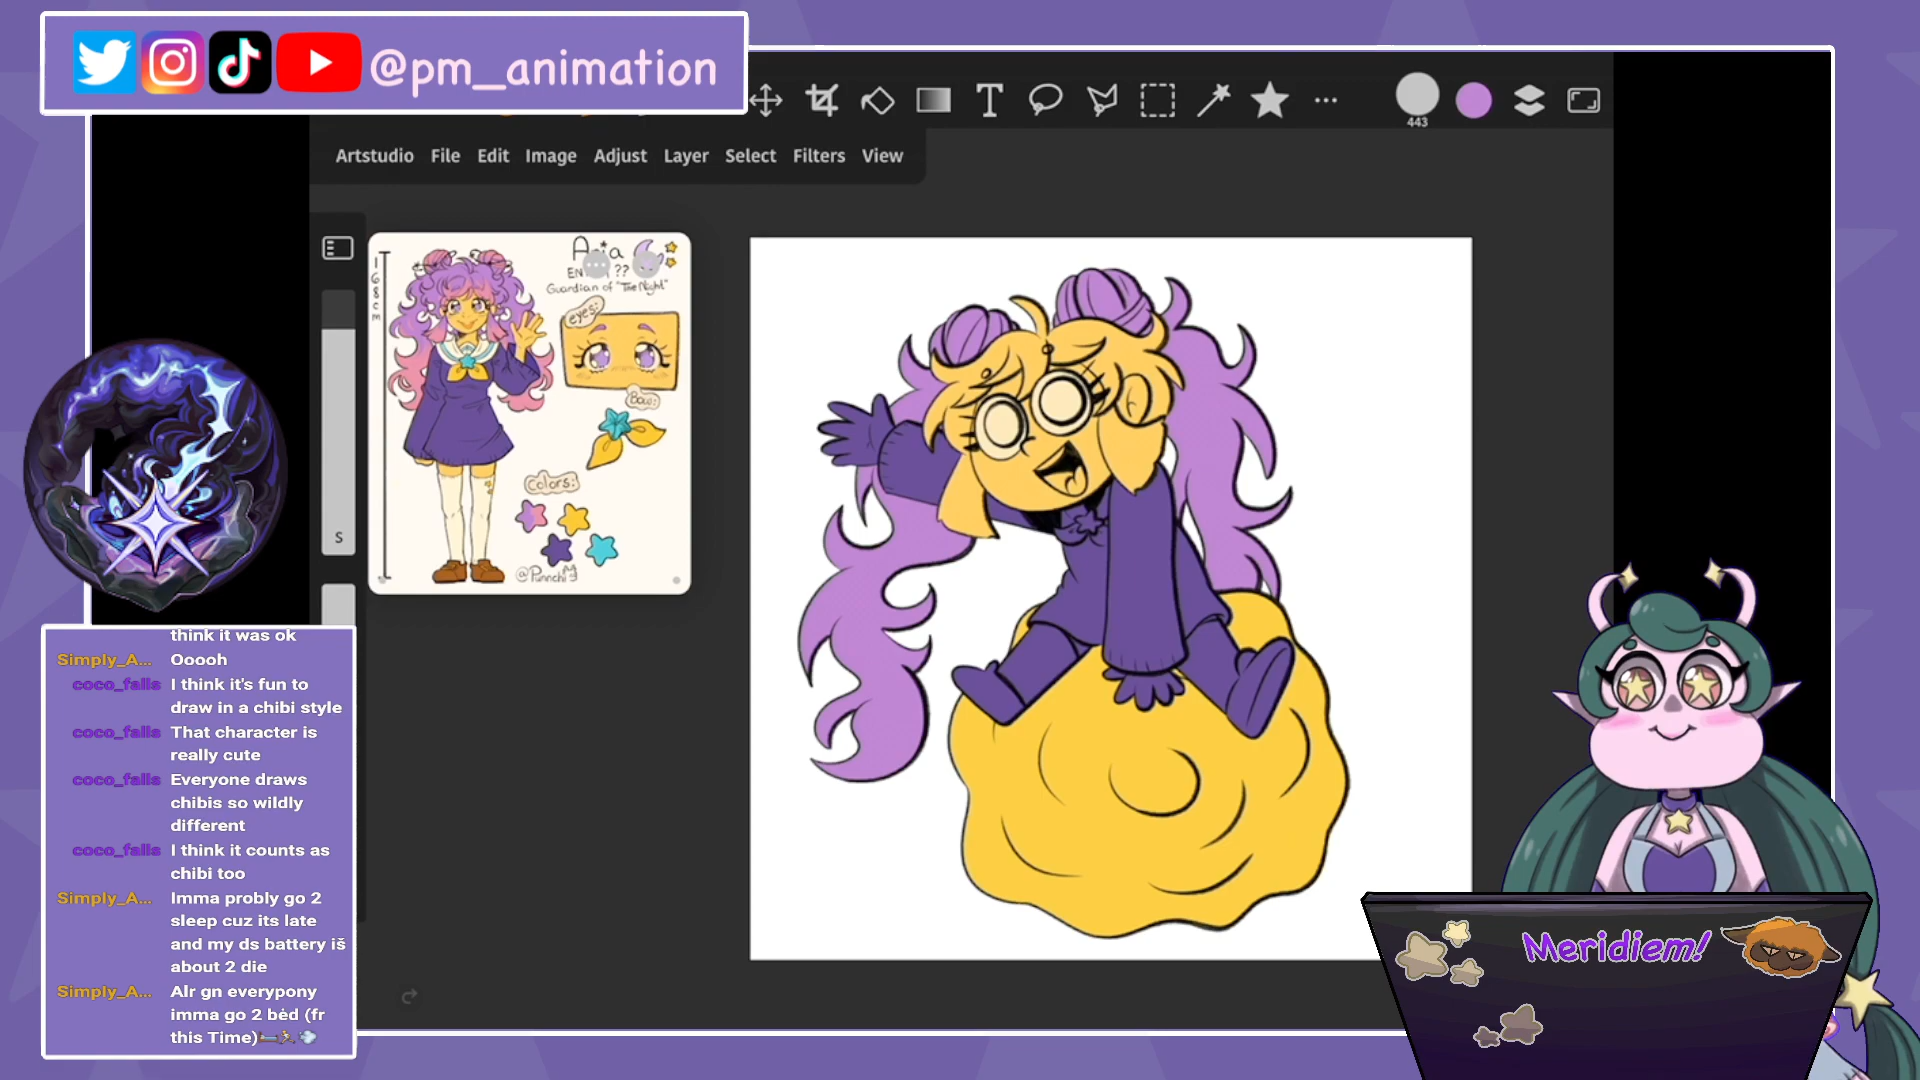 @pm_animation
443
Artstudio File Edit Image Adjust Layer Select Filters View
168cm
Guardian of "The Night"
eyes:
Bow:
colors:
S
think it was ok
Simply_A... Ooooh
coco_falls I think it's fun to
draw in a chibi style
coco_falls That character is
really cute
coco_falls Everyone draws
chibis so wildly
different
coco_falls I think it counts as
chibi too
Simply_A... Imma probly go 2
sleep cuz its late
and my ds battery iš
about 2 die
Simply_A... Alr gn everypony
imma go 2 bėd (fr
this Time)
Meridiem!